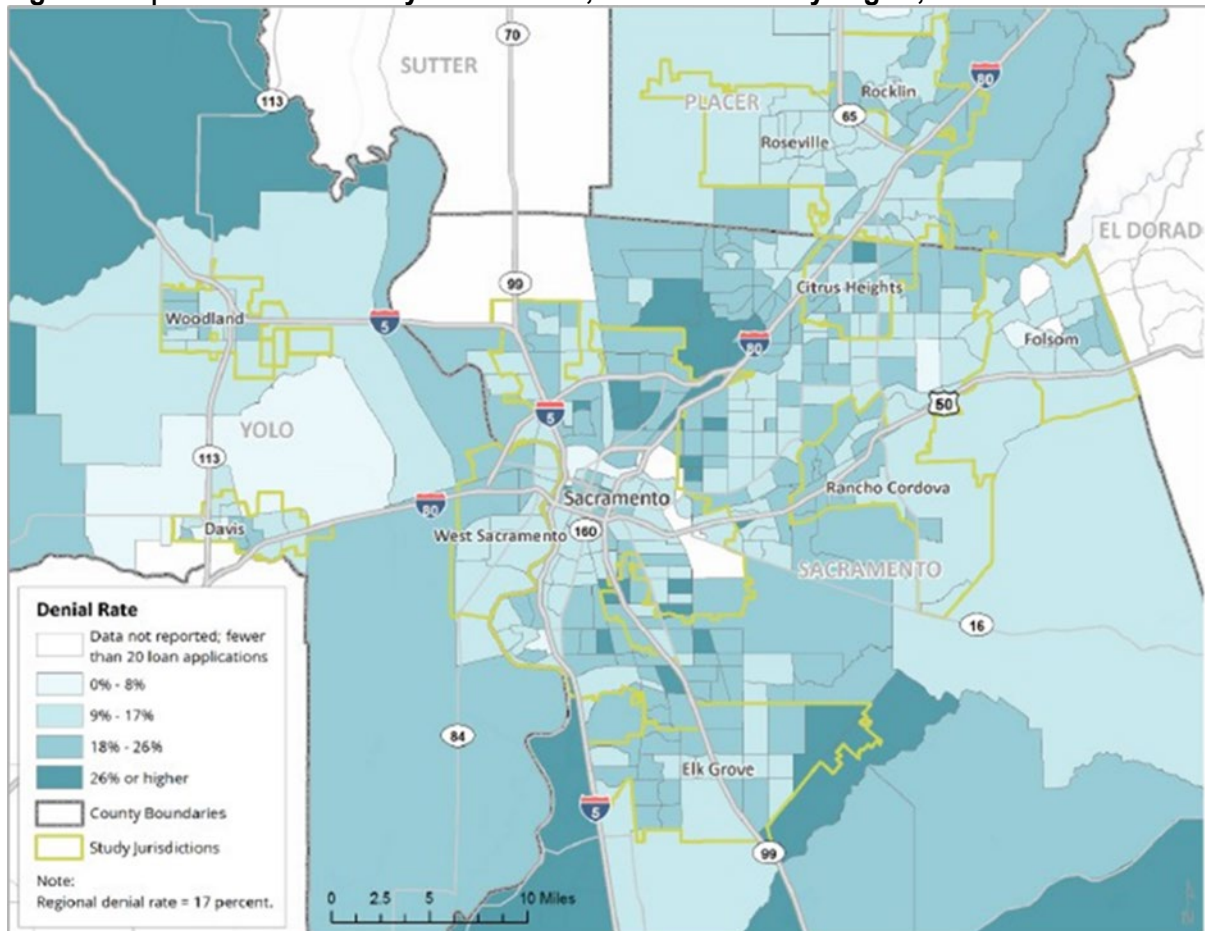 70
SUTTER
113
80
Rocklin
PLACER
65
Roseville
EL DORAD
99
Citrus Heights
Woodland
5
80
Folsom
5
50
YOLO
113
Rancho Cordova
80
Sacramento
Davis
West Sacramento
160
SACRAMENTO
16
Denial Rate
Data not reported; fewer
than 20 loan applications
0% - 8%
9% - 17%
18% - 26%
26% or higher
County Boundaries
Study Jurisdictions
Note:
Regional denial rate = 17 percent.
84
Elk Grove
5
99
0 2.5 5 10 Miles
N